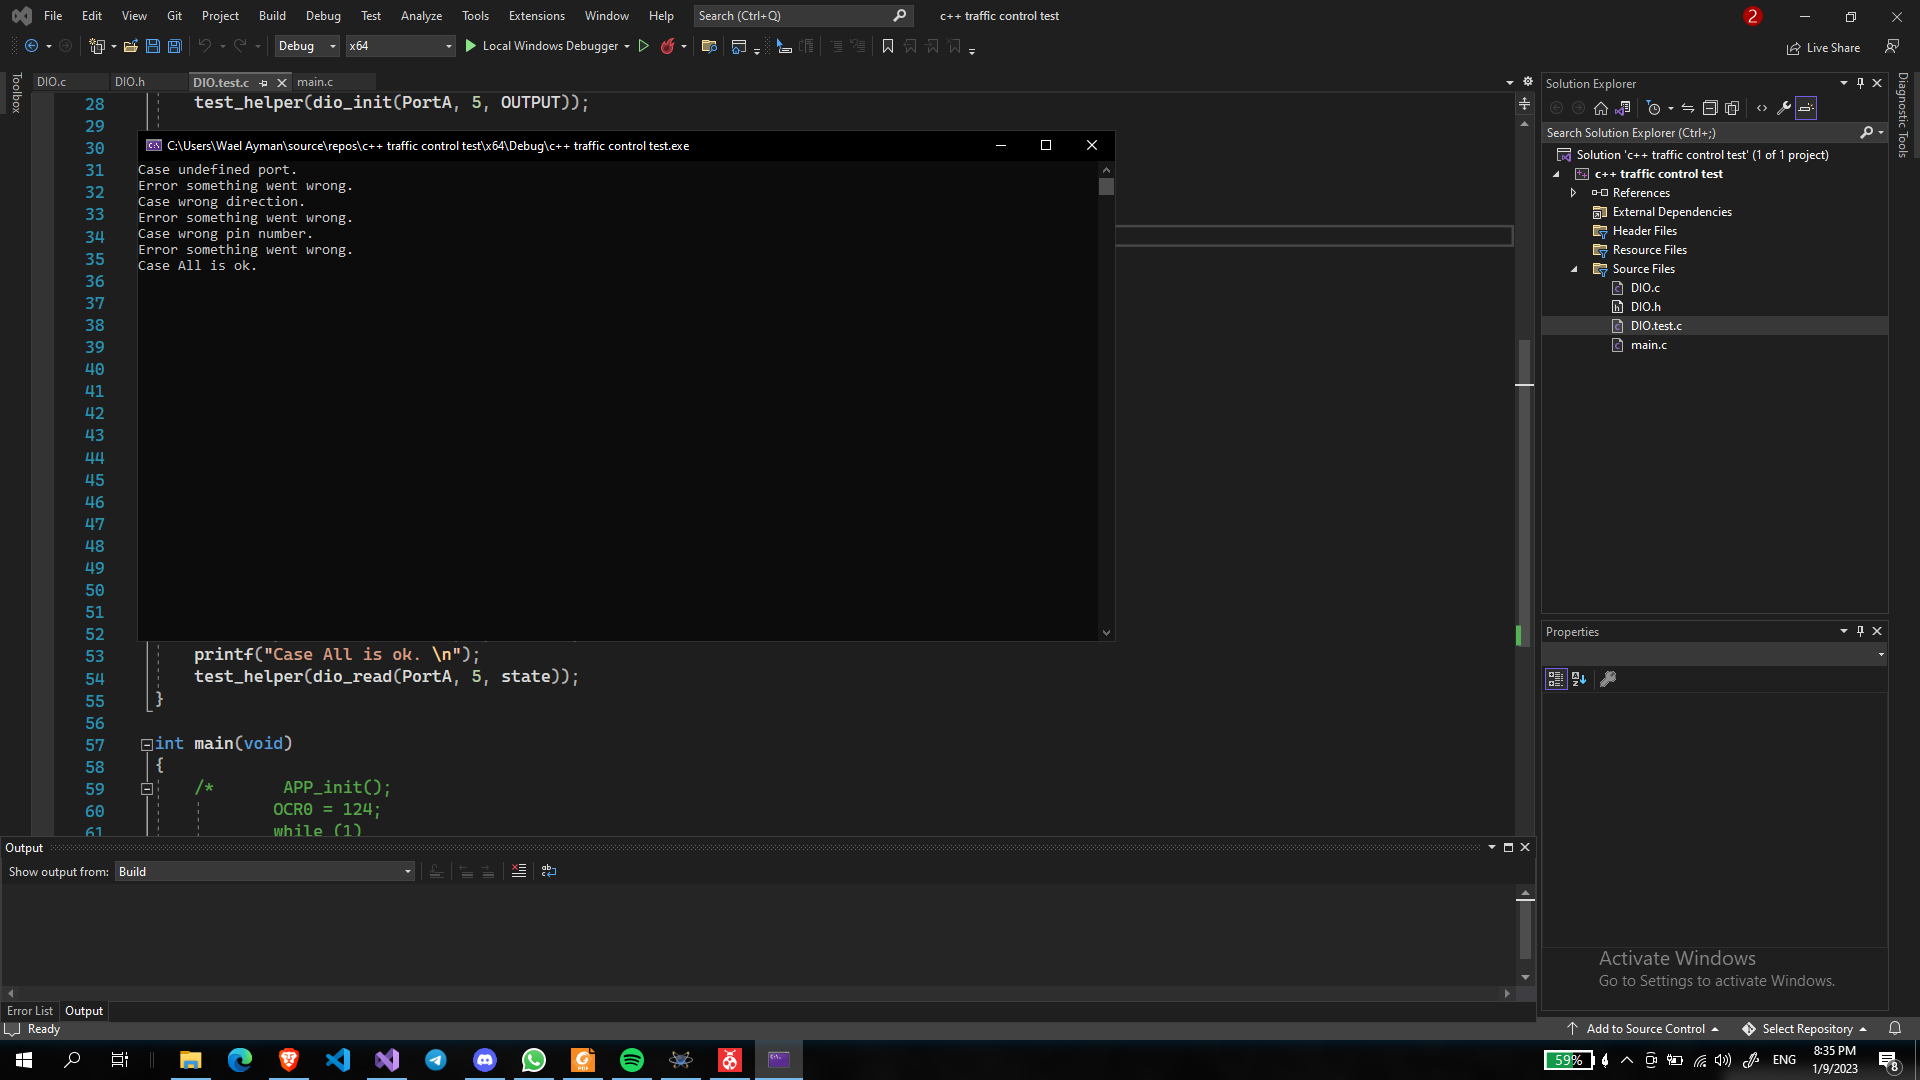 File Edit View Git Project Build Debug Test Analyze Tools Extensions Window Help Search (Ctrl+Q) c++ traffic control test 2
Debug x64 Local Windows Debugger Live Share
Toolbox
DIO.c DIO.h DIO.test.c main.c
28 test_helper(dio_init(PortA, 5, OUTPUT));
29
30
31
32
33
34
35
36
37
38
39
40
41
42
43
44
45
46
47
48
49
50
51
52
C:\Users\Wael Ayman\source\repos\c++ traffic control test\x64\Debug\c++ traffic control test.exe
Case undefined port.
Error something went wrong.
Case wrong direction.
Error something went wrong.
Case wrong pin number.
Error something went wrong.
Case All is ok.
53 printf("Case All is ok. \n");
54 test_helper(dio_read(PortA, 5, state));
55 }
56
57 int main(void)
58 {
59 /* APP_init();
60 OCR0 = 124;
61 while (1)
Output
Show output from: Build
Error List Output
Ready
Solution Explorer
Search Solution Explorer (Ctrl+;)
Solution 'c++ traffic control test' (1 of 1 project)
c++ traffic control test
References
External Dependencies
Header Files
Resource Files
Source Files
DIO.c
DIO.h
DIO.test.c
main.c
Diagnostic Tools
Properties
Activate Windows
Go to Settings to activate Windows.
Add to Source Control Select Repository
59% ENG 8:35 PM
1/9/2023
8